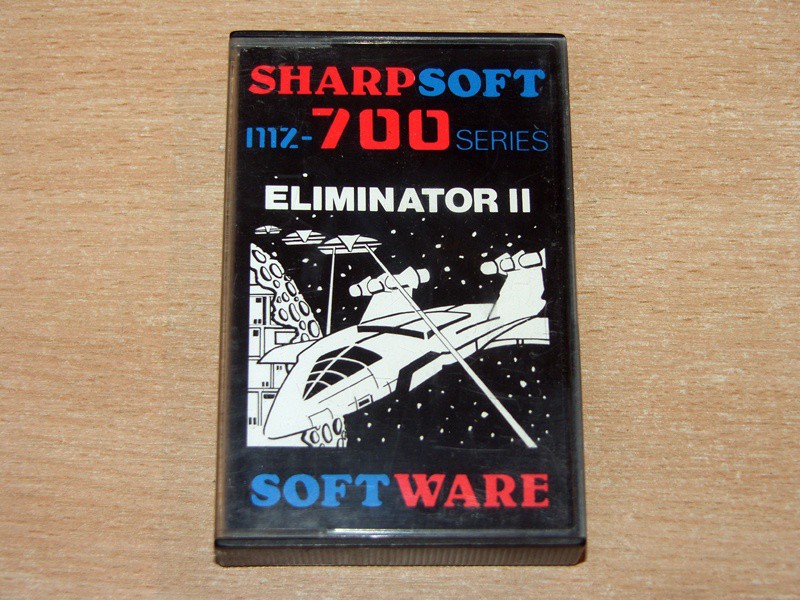 SHARPSOFT
mz-700 SERIES
ELIMINATOR II
SOFTWARE